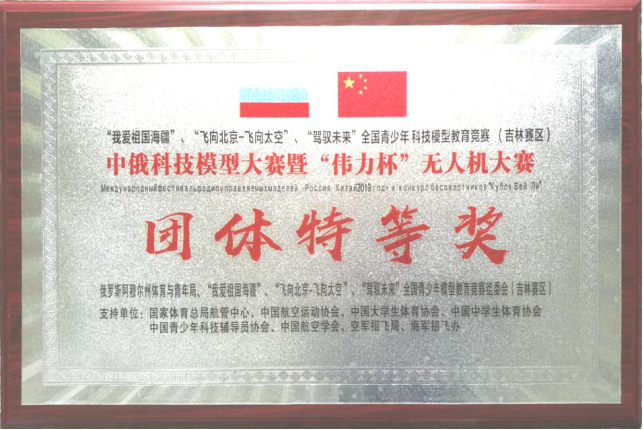 “我爱祖国海疆”、“飞向北京-飞向太空”、“驾驭未来”全国青少年科技模型教育竞赛（吉林赛区）
中俄科技模型大赛暨“伟力杯”无人机大赛
Международныйфестивальрадиоуправляемыхмоделей -Россия Китай2019год- и конкурс беспилотников"Кубок Вей Ли"
团体特等奖
俄罗斯阿穆尔州体育与青年局、“我爱祖国海疆”、“飞向北京-飞向太空”、“驾驭未来”全国青少年模型教育竞赛组委会（吉林赛区）
支持单位：国家体育总局航管中心、中国航空运动协会、中国大学生体育协会、中国中学生体育协会
中国青少年科技辅导员协会、中国航空学会、空军招飞局、海军招飞办